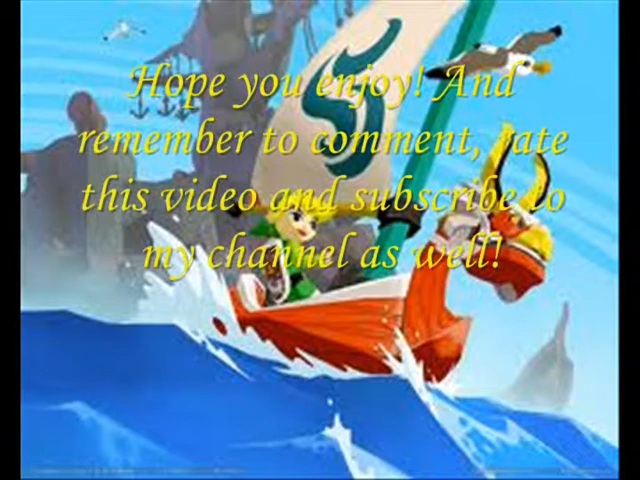 Hope you enjoy! And
remember to comment, rate
this video and subscribe to
my channel as well!